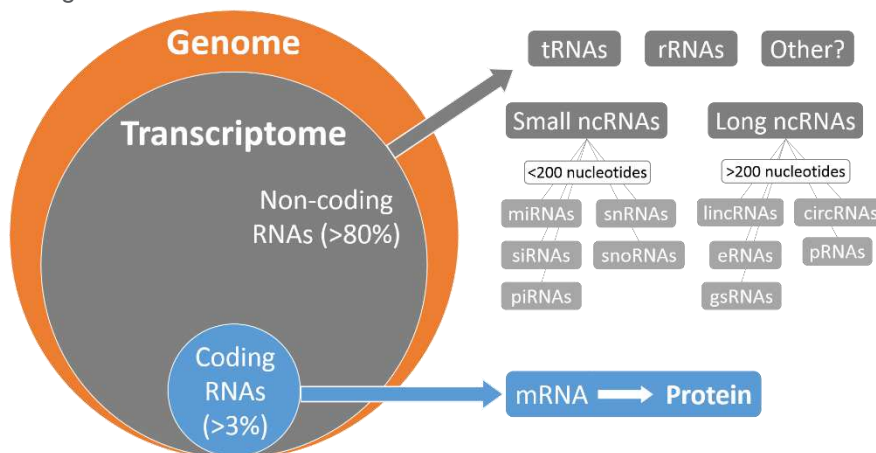 Genome
Transcriptome
Non-coding
RNAs (>80%)
Coding
RNAs
(>3%)
tRNAs
rRNAs
Other?
Small ncRNAs
<200 nucleotides
miRNAs
snRNAs
siRNAs
snoRNAs
piRNAs
Long ncRNAs
>200 nucleotides
lincRNAs
circRNAs
eRNAs
pRNAs
gsRNAs
mRNA
Protein